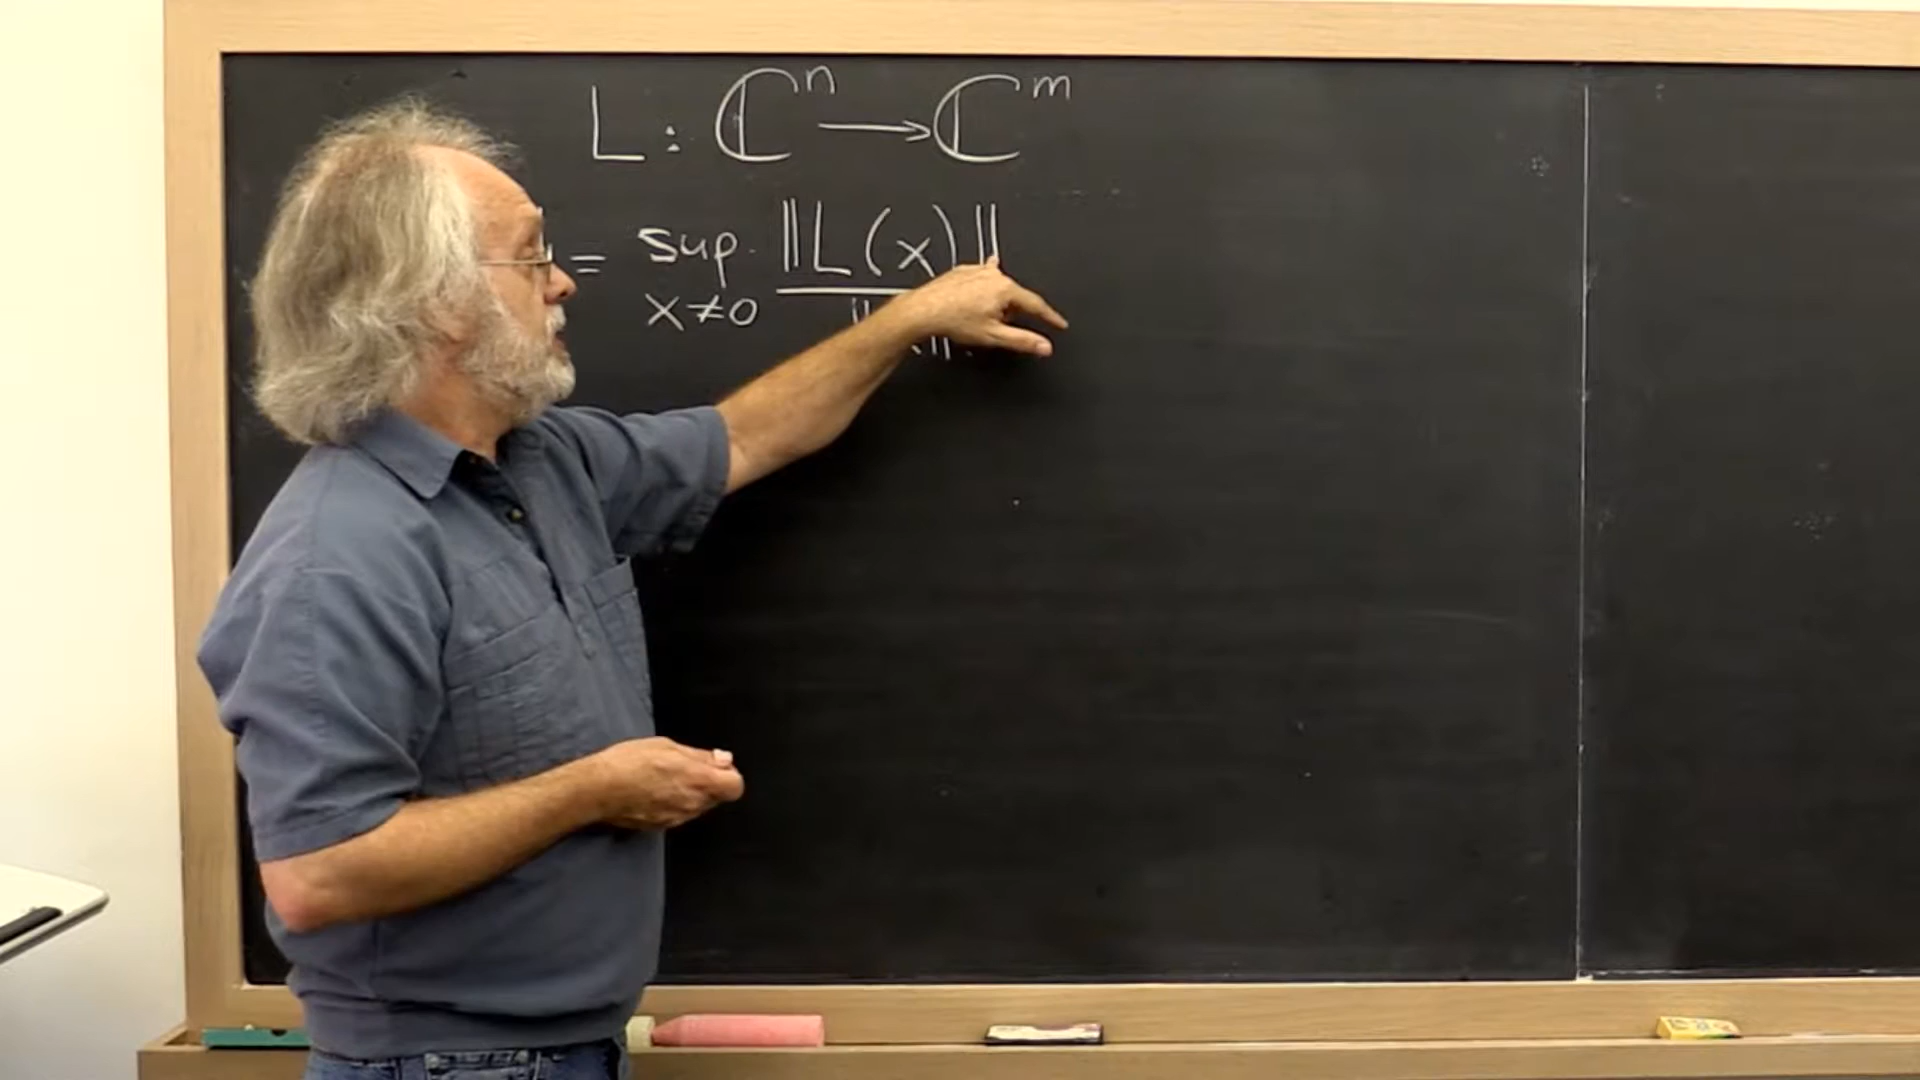 L : ℂⁿ → ℂᵐ
= sup ‖L(x)‖
x≠0